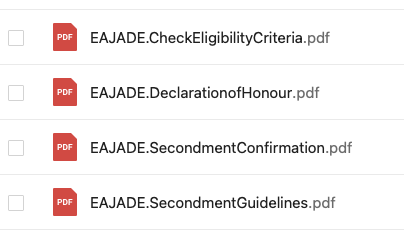 PDF EAJADE.CheckEligibilityCriteria.pdf
PDF EAJADE.DeclarationofHonour.pdf
PDF EAJADE.SecondmentConfirmation.pdf
PDF EAJADE.SecondmentGuidelines.pdf